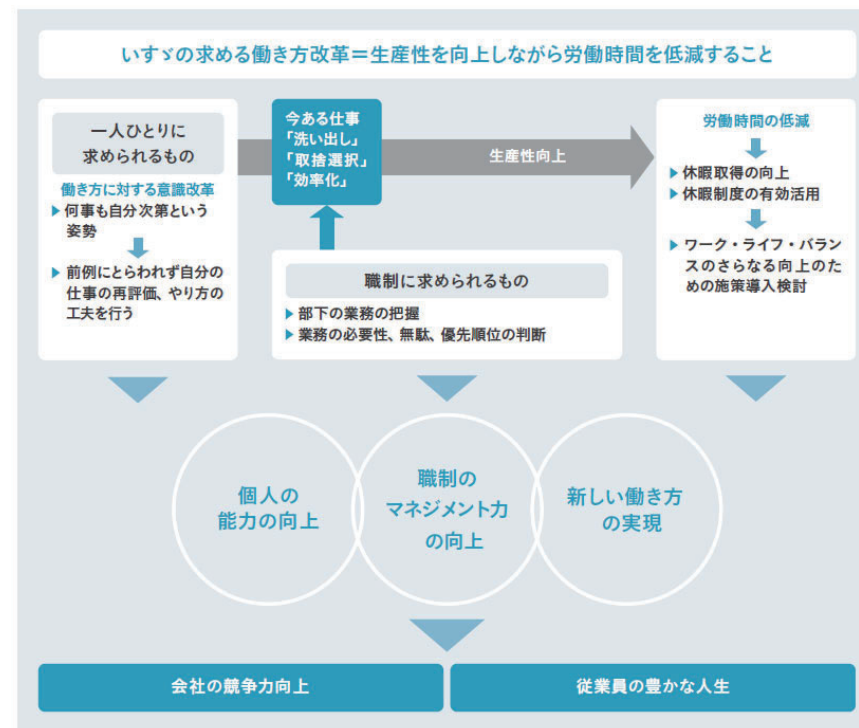 いすゞの求める働き方改革＝生産性を向上しながら労働時間を低減すること
一人ひとりに
求められるもの
働き方に対する意識改革
▶何事も自分次第という
姿勢
▶前例にとらわれず自分の
仕事の再評価、やり方の
工夫を行う
今ある仕事
「洗い出し」
「取捨選択」
「効率化」
生産性向上
職制に求められるもの
▶部下の業務の把握
▶業務の必要性、無駄、優先順位の判断
労働時間の低減
▶休暇取得の向上
▶休暇制度の有効活用
▶ワーク・ライフ・バラン
スのさらなる向上のた
めの施策導入検討
個人の
能力の向上
職制の
マネジメント力
の向上
新しい働き方
の実現
会社の競争力向上
従業員の豊かな人生